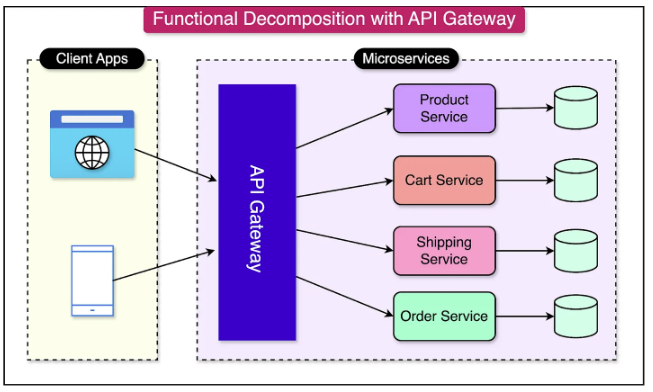 Functional Decomposition with API Gateway
Client Apps
Microservices
API Gateway
Product
Service
Cart Service
Shipping
Service
Order Service